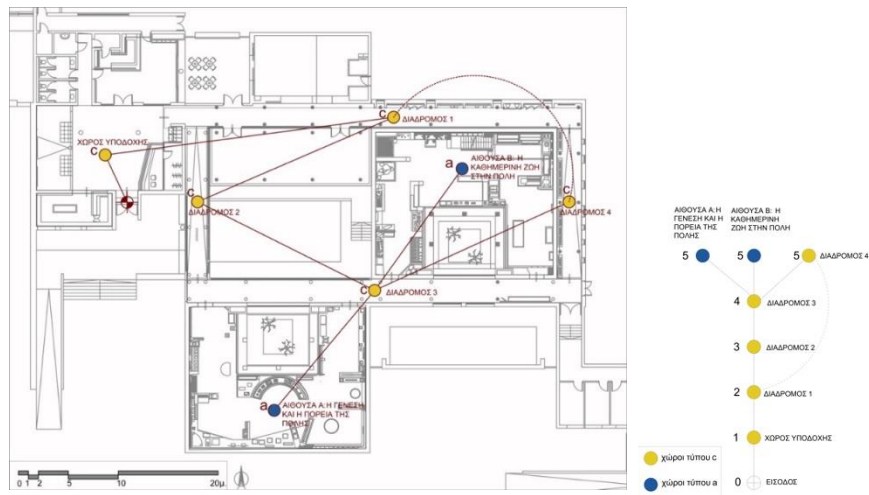 c
ΔΙΑΔΡΟΜΟΣ 1
ΧΩΡΟΣ ΥΠΟΔΟΧΗΣ
c
a
ΑΙΘΟΥΣΑ Β: Η
ΚΑΘΗΜΕΡΙΝΗ ΖΩΗ
ΣΤΗΝ ΠΟΛΗ
c
ΔΙΑΔΡΟΜΟΣ 2
c
ΔΙΑΔΡΟΜΟΣ 4
c
ΔΙΑΔΡΟΜΟΣ 3
a
ΑΙΘΟΥΣΑ Α: Η ΓΕΝΕΣΗ
ΚΑΙ Η ΠΟΡΕΙΑ ΤΗΣ
ΠΟΛΗΣ
0 1 2 5 10 20μ.
ΑΙΘΟΥΣΑ Α: Η
ΓΕΝΕΣΗ ΚΑΙ Η
ΠΟΡΕΙΑ ΤΗΣ
ΠΟΛΗΣ
ΑΙΘΟΥΣΑ Β: Η
ΚΑΘΗΜΕΡΙΝΗ
ΖΩΗ ΣΤΗΝ ΠΟΛΗ
5
5
5 ΔΙΑΔΡΟΜΟΣ 4
4 ΔΙΑΔΡΟΜΟΣ 3
3 ΔΙΑΔΡΟΜΟΣ 2
2 ΔΙΑΔΡΟΜΟΣ 1
1 ΧΩΡΟΣ ΥΠΟΔΟΧΗΣ
0 ΕΙΣΟΔΟΣ
χώροι τύπου c
χώροι τύπου a